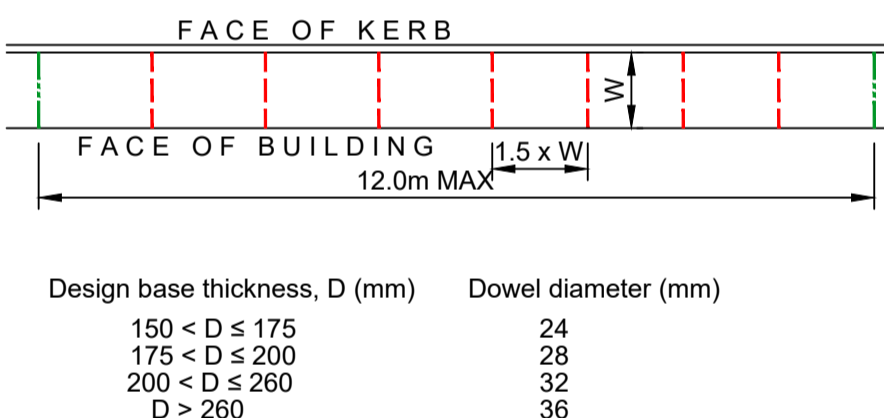 FACE OF KERB
W
FACE OF BUILDING
1.5 x W
12.0m MAX
Design base thickness, D (mm) Dowel diameter (mm)
150 < D ≤ 175 24
175 < D ≤ 200 28
200 < D ≤ 260 32
D > 260 36